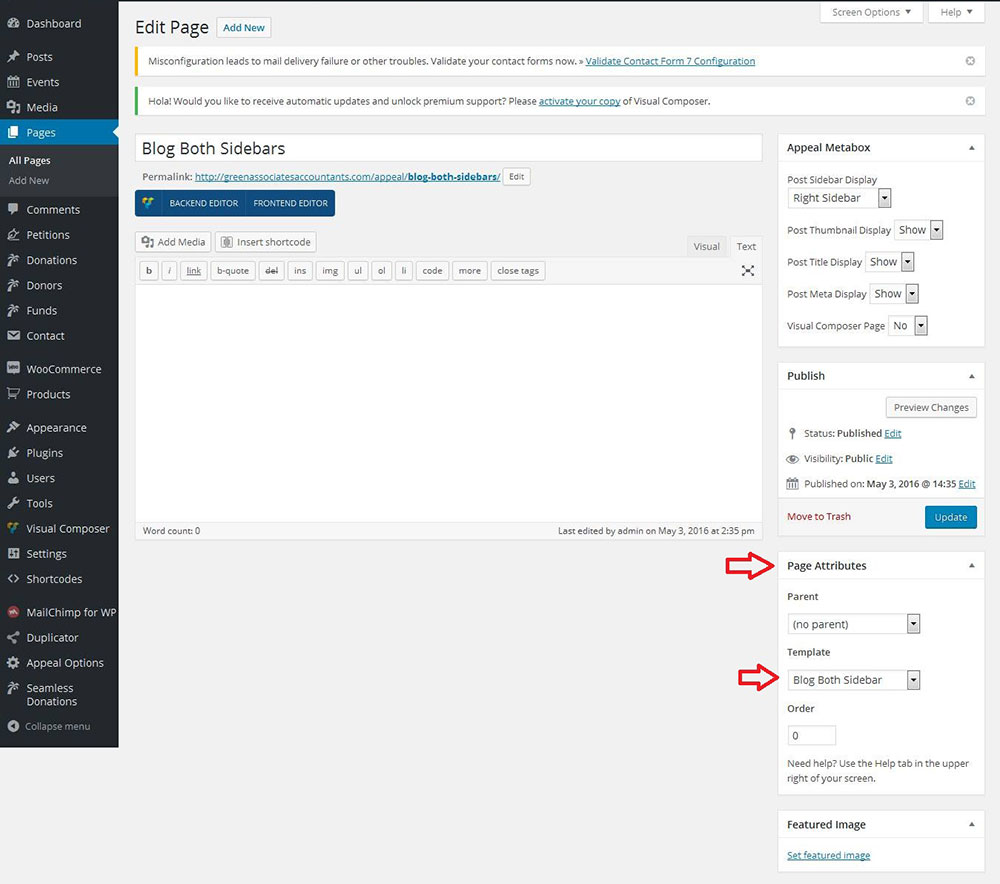 Dashboard
Posts
Events
Media
Pages
All Pages
Add New
Comments
Petitions
Donations
Donors
Funds
Contact
WooCommerce
Products
Appearance
Plugins
Users
Tools
Visual Composer
Settings
Shortcodes
MailChimp for WP
Duplicator
Appeal Options
Seamless
Donations
Collapse menu
Screen Options Help
Edit Page Add New
Misconfiguration leads to mail delivery failure or other troubles. Validate your contact forms now. » Validate Contact Form 7 Configuration
Hola! Would you like to receive automatic updates and unlock premium support? Please activate your copy of Visual Composer.
Blog Both Sidebars
Permalink: http://greenassociatesaccountants.com/appeal/blog-both-sidebars/ Edit
BACKEND EDITOR FRONTEND EDITOR
Add Media Insert shortcode Visual Text
b i link b-quote del ins img ul ol li code more close tags
Word count: 0 Last edited by admin on May 3, 2016 at 2:35 pm
Appeal Metabox
Post Sidebar Display
Right Sidebar
Post Thumbnail Display Show
Post Title Display Show
Post Meta Display Show
Visual Composer Page No
Publish
Preview Changes
Status: Published Edit
Visibility: Public Edit
Published on: May 3, 2016 @ 14:35 Edit
Move to Trash Update
Page Attributes
Parent
(no parent)
Template
Blog Both Sidebar
Order
0
Need help? Use the Help tab in the upper
right of your screen.
Featured Image
Set featured image